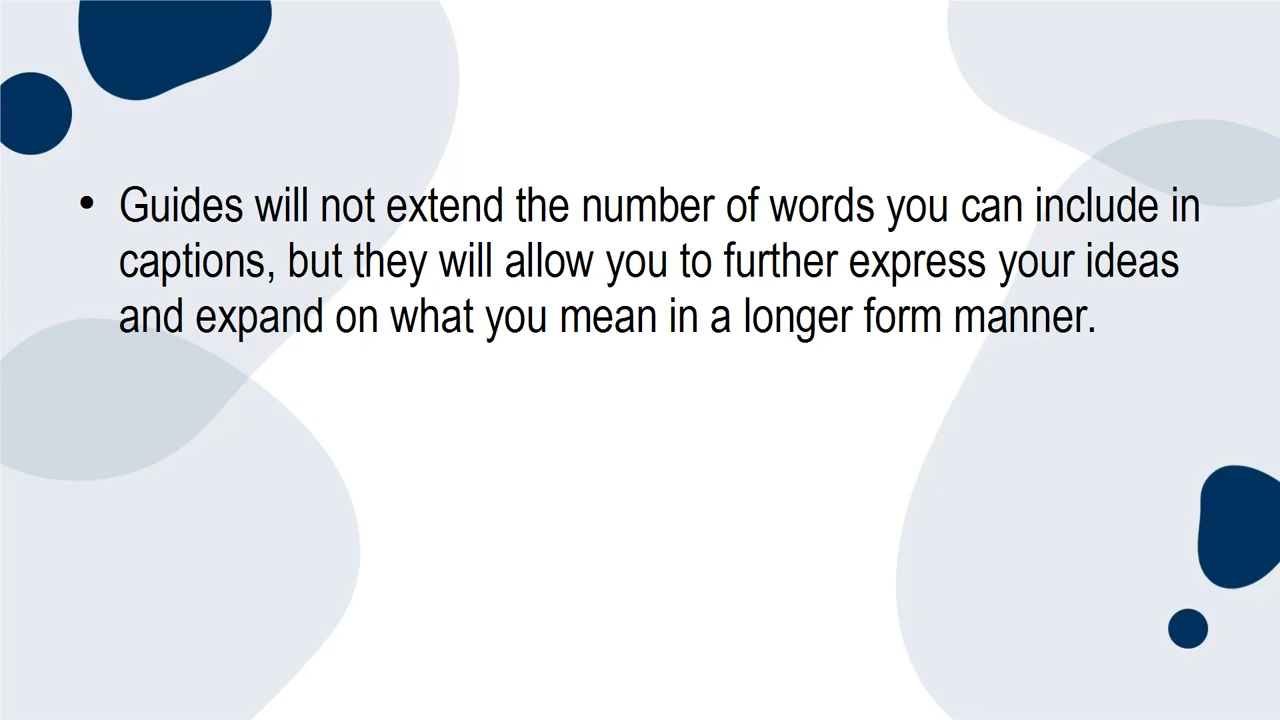 • Guides will not extend the number of words you can include in
captions, but they will allow you to further express your ideas
and expand on what you mean in a longer form manner.